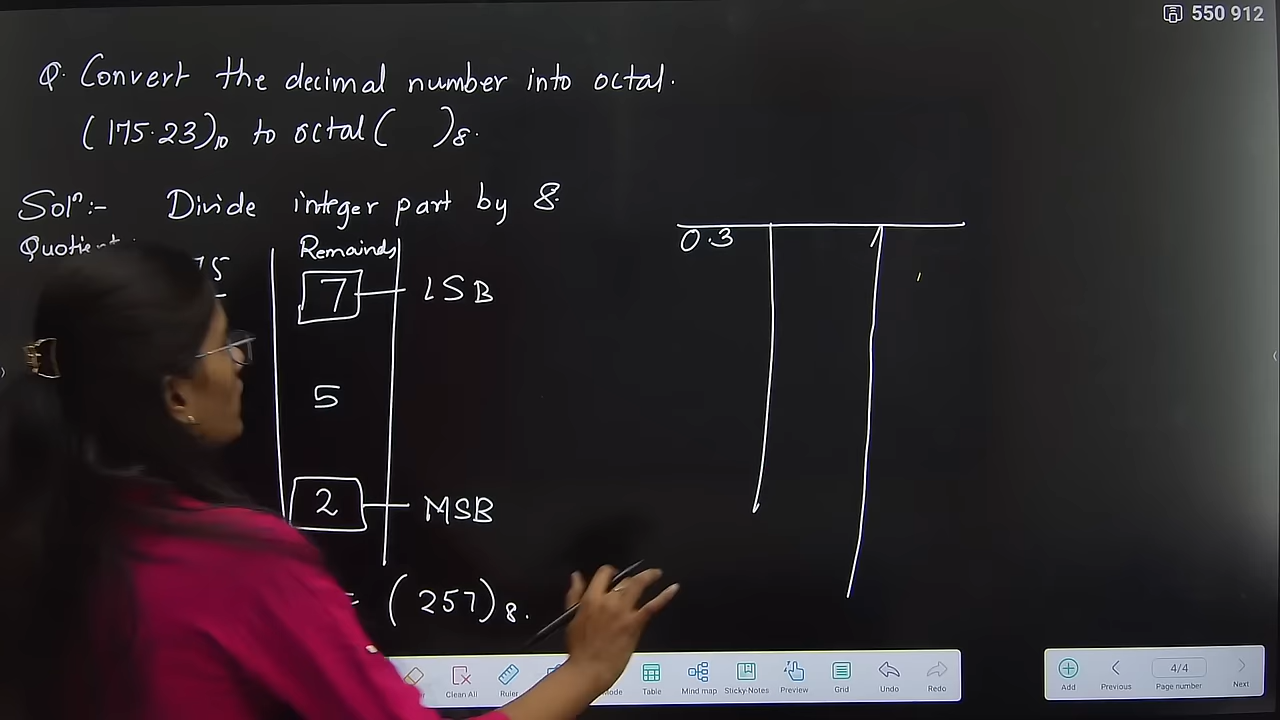 550 912
Q. Convert the decimal number into octal.
(175.23)10 to octal ( )8.
Soln:- Divide integer part by 8.
Quotient
Remainds
0.3
7 LSB
5
2 MSB
= (257)8.
Clean All Ruler Table Mind map Sticky Notes Preview Grid Undo Redo Add Previous 4/4 Page number Next